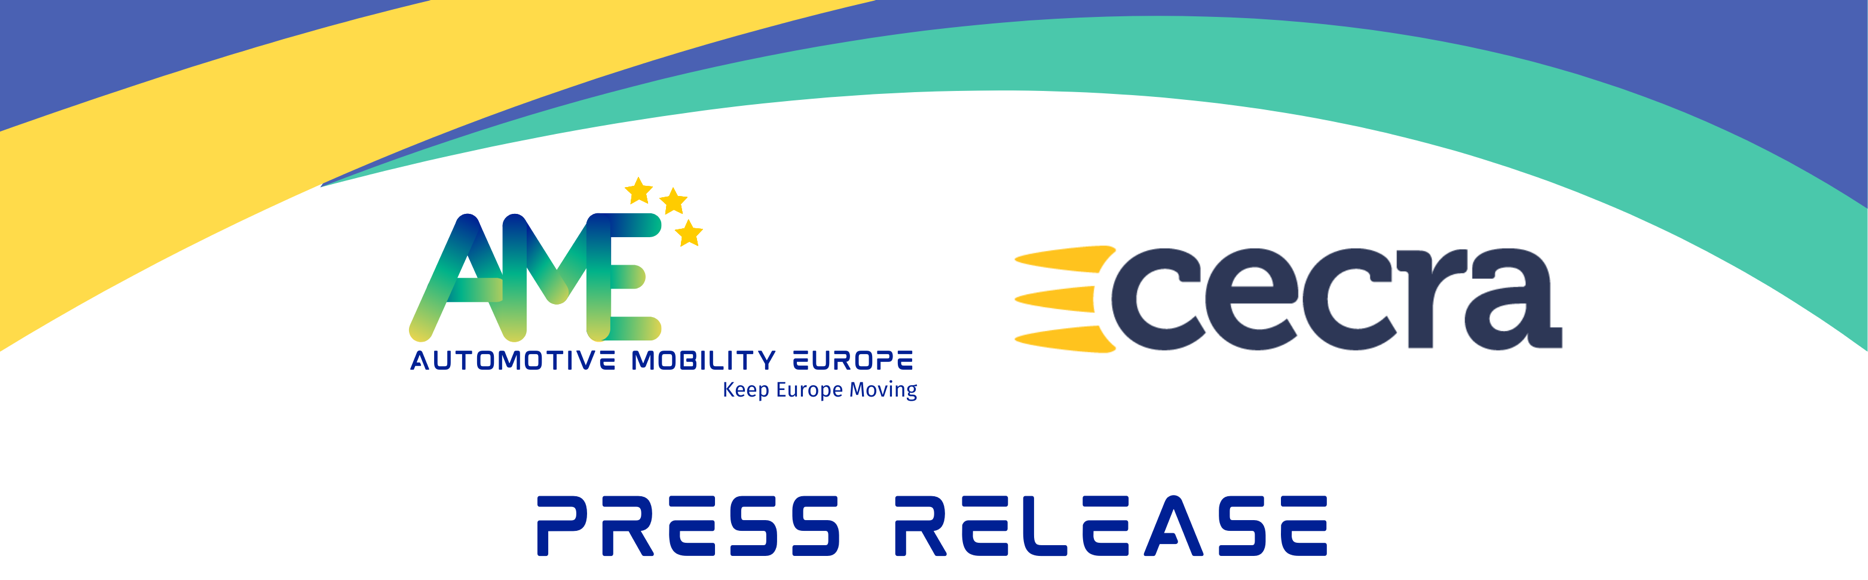 AME
AUTOMOTIVE MOBILITY EUROPE
Keep Europe Moving
cecra
PRESS RELEASE